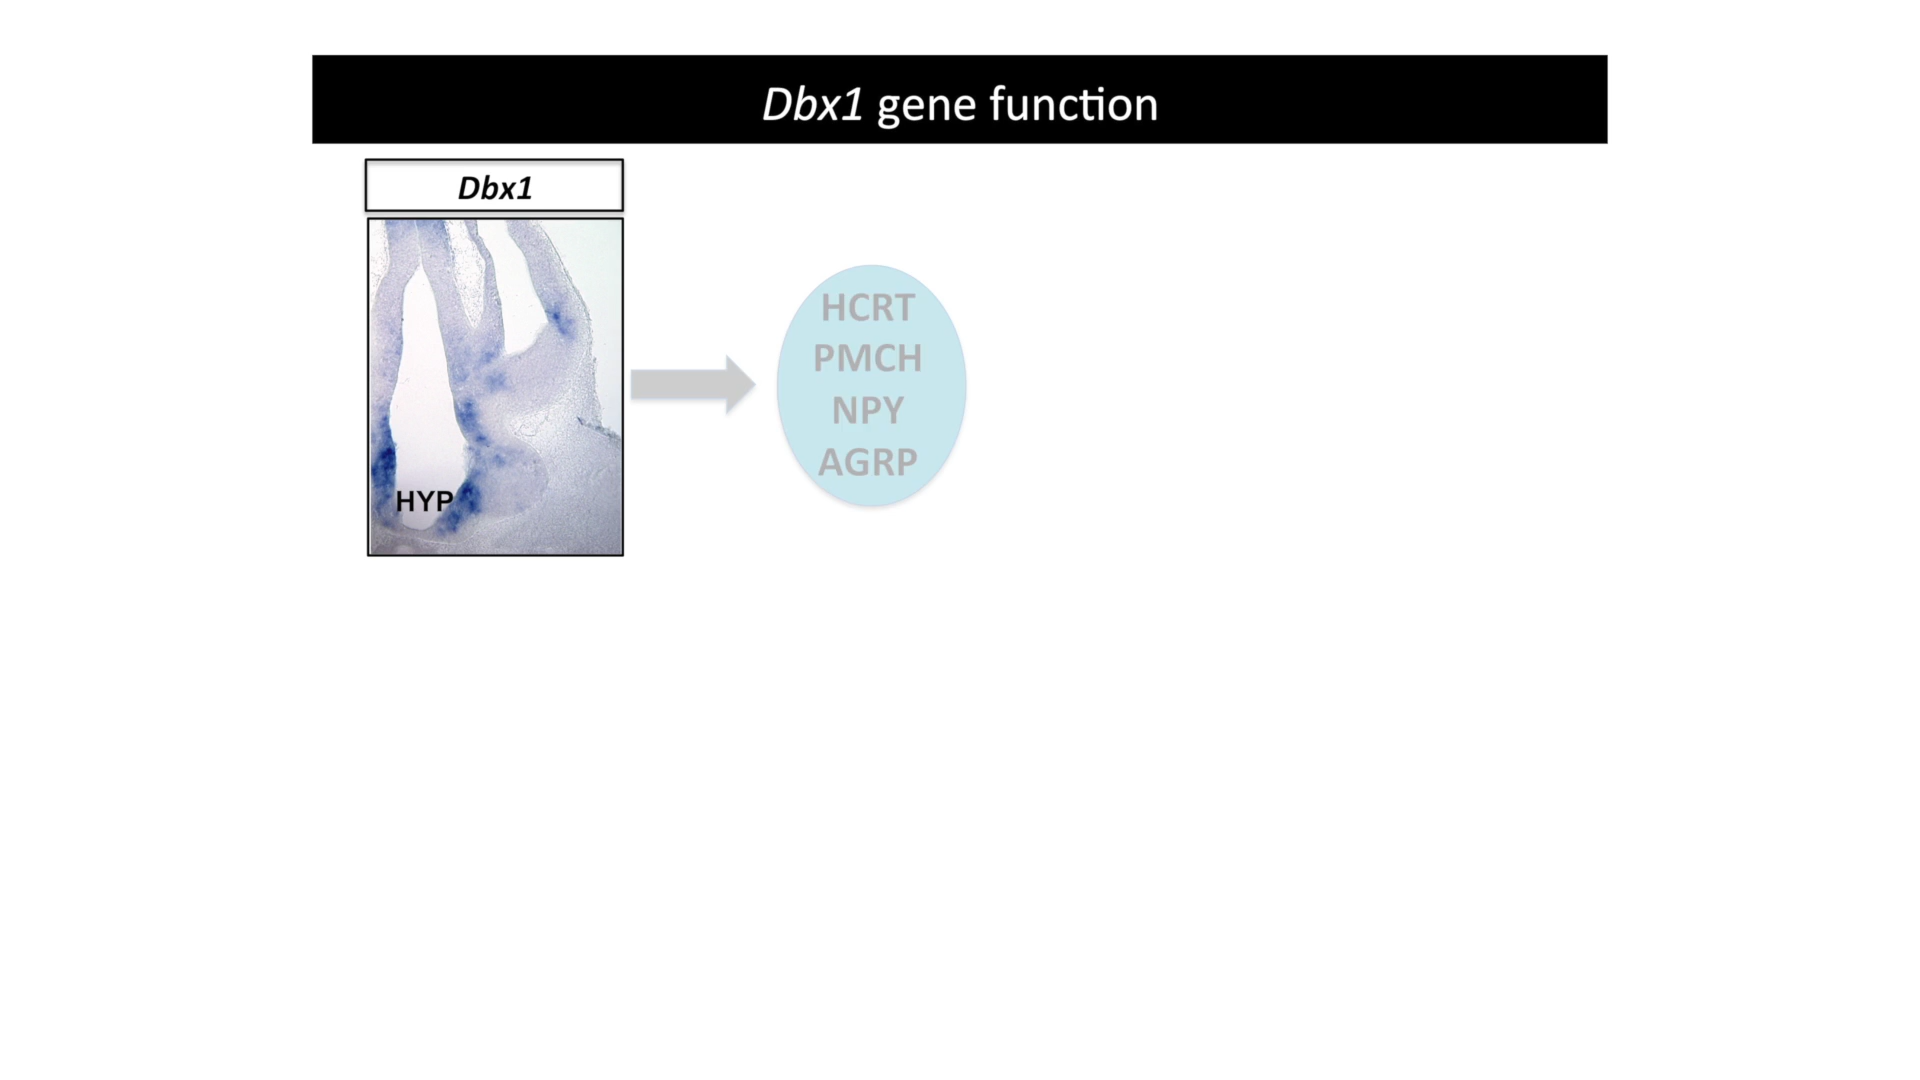 Dbx1 gene function
Dbx1
HYP
HCRT
PMCH
NPY
AGRP